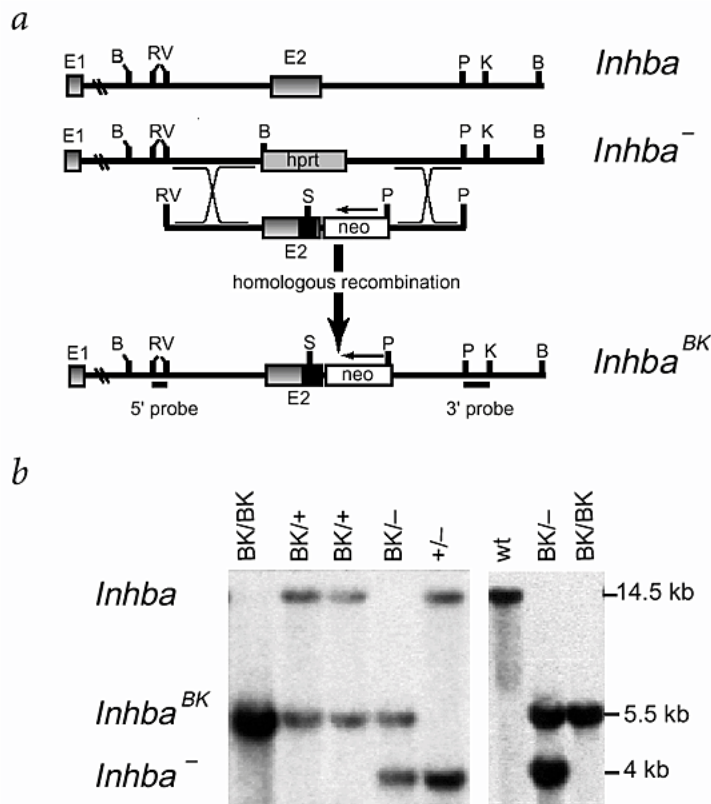 a
E1 B RV E2 P K B Inhba
E1 B RV B hprt P K B Inhba⁻
RV S P P
E2 neo
homologous recombination
E1 B RV S P P K B Inhba^BK
E2 neo
5' probe 3' probe
b
BK/BK BK/+ BK/+ BK/– +/– wt BK/– BK/BK
Inhba 14.5 kb
Inhba^BK 5.5 kb
Inhba⁻ 4 kb